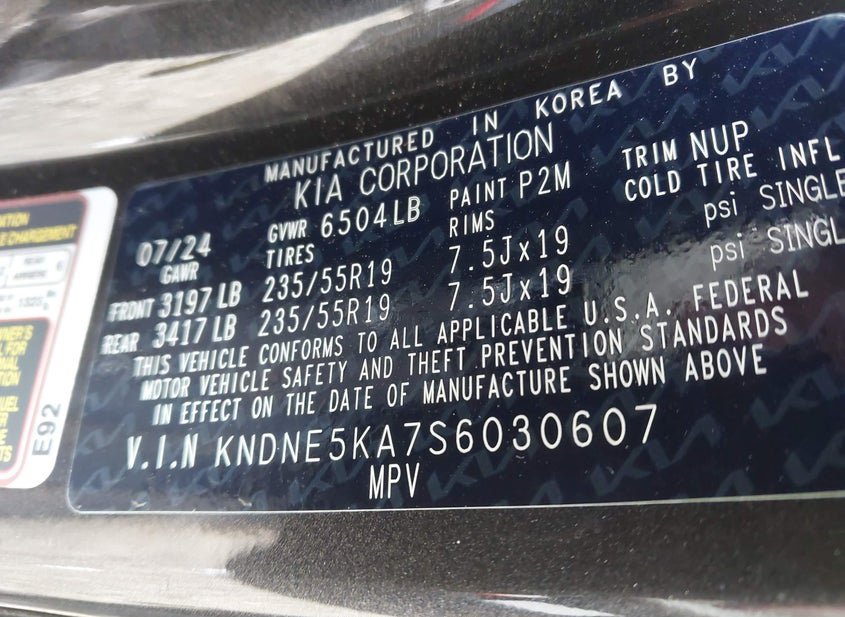 MANUFACTURED IN KOREA BY
KIA CORPORATION
07/24 GVWR 6504LB PAINT P2M TRIM NUP
GAWR TIRES RIMS COLD TIRE INFL
FRONT 3197 LB 235/55R19 7.5Jx19 psi SINGLE
REAR 3417 LB 235/55R19 7.5Jx19 psi SINGL
THIS VEHICLE CONFORMS TO ALL APPLICABLE U.S.A. FEDERAL
MOTOR VEHICLE SAFETY AND THEFT PREVENTION STANDARDS
IN EFFECT ON THE DATE OF MANUFACTURE SHOWN ABOVE
V.I.N KNDNE5KA7S6030607
MPV
E92